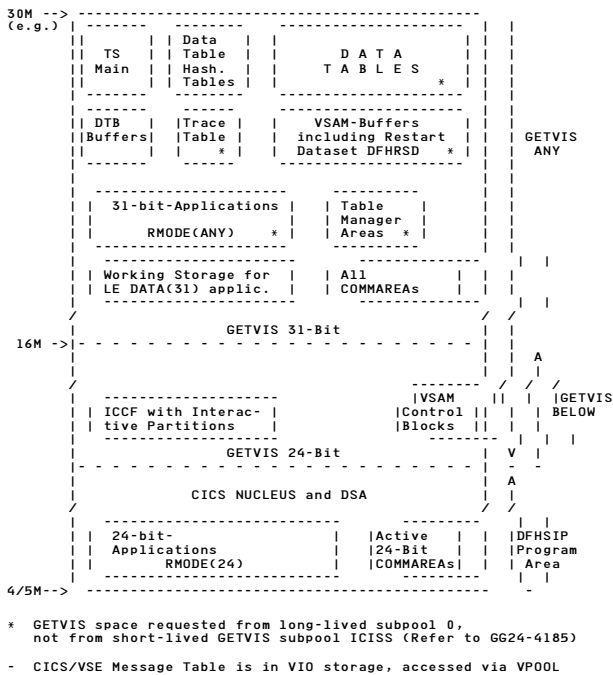 30M -->
(e.g.)
Data
TS Table D A T A
Main Hash. T A B L E S
Tables *
DTB Trace VSAM-Buffers
Buffers Table including Restart GETVIS
* Dataset DFHRSD * ANY
31-bit-Applications Table
Manager
RMODE(ANY) * Areas *
Working Storage for All
LE DATA(31) applic. COMMAREAs
GETVIS 31-Bit
16M ->
A
VSAM GETVIS
ICCF with Interac- Control BELOW
tive Partitions Blocks
GETVIS 24-Bit V
A
CICS NUCLEUS and DSA
24-bit- Active DFHSIP
Applications 24-Bit Program
RMODE(24) COMMAREAs Area
4/5M-->
* GETVIS space requested from long-lived subpool 0,
not from short-lived GETVIS subpool ICISS (Refer to GG24-4185)
- CICS/VSE Message Table is in VIO storage, accessed via VPOOL